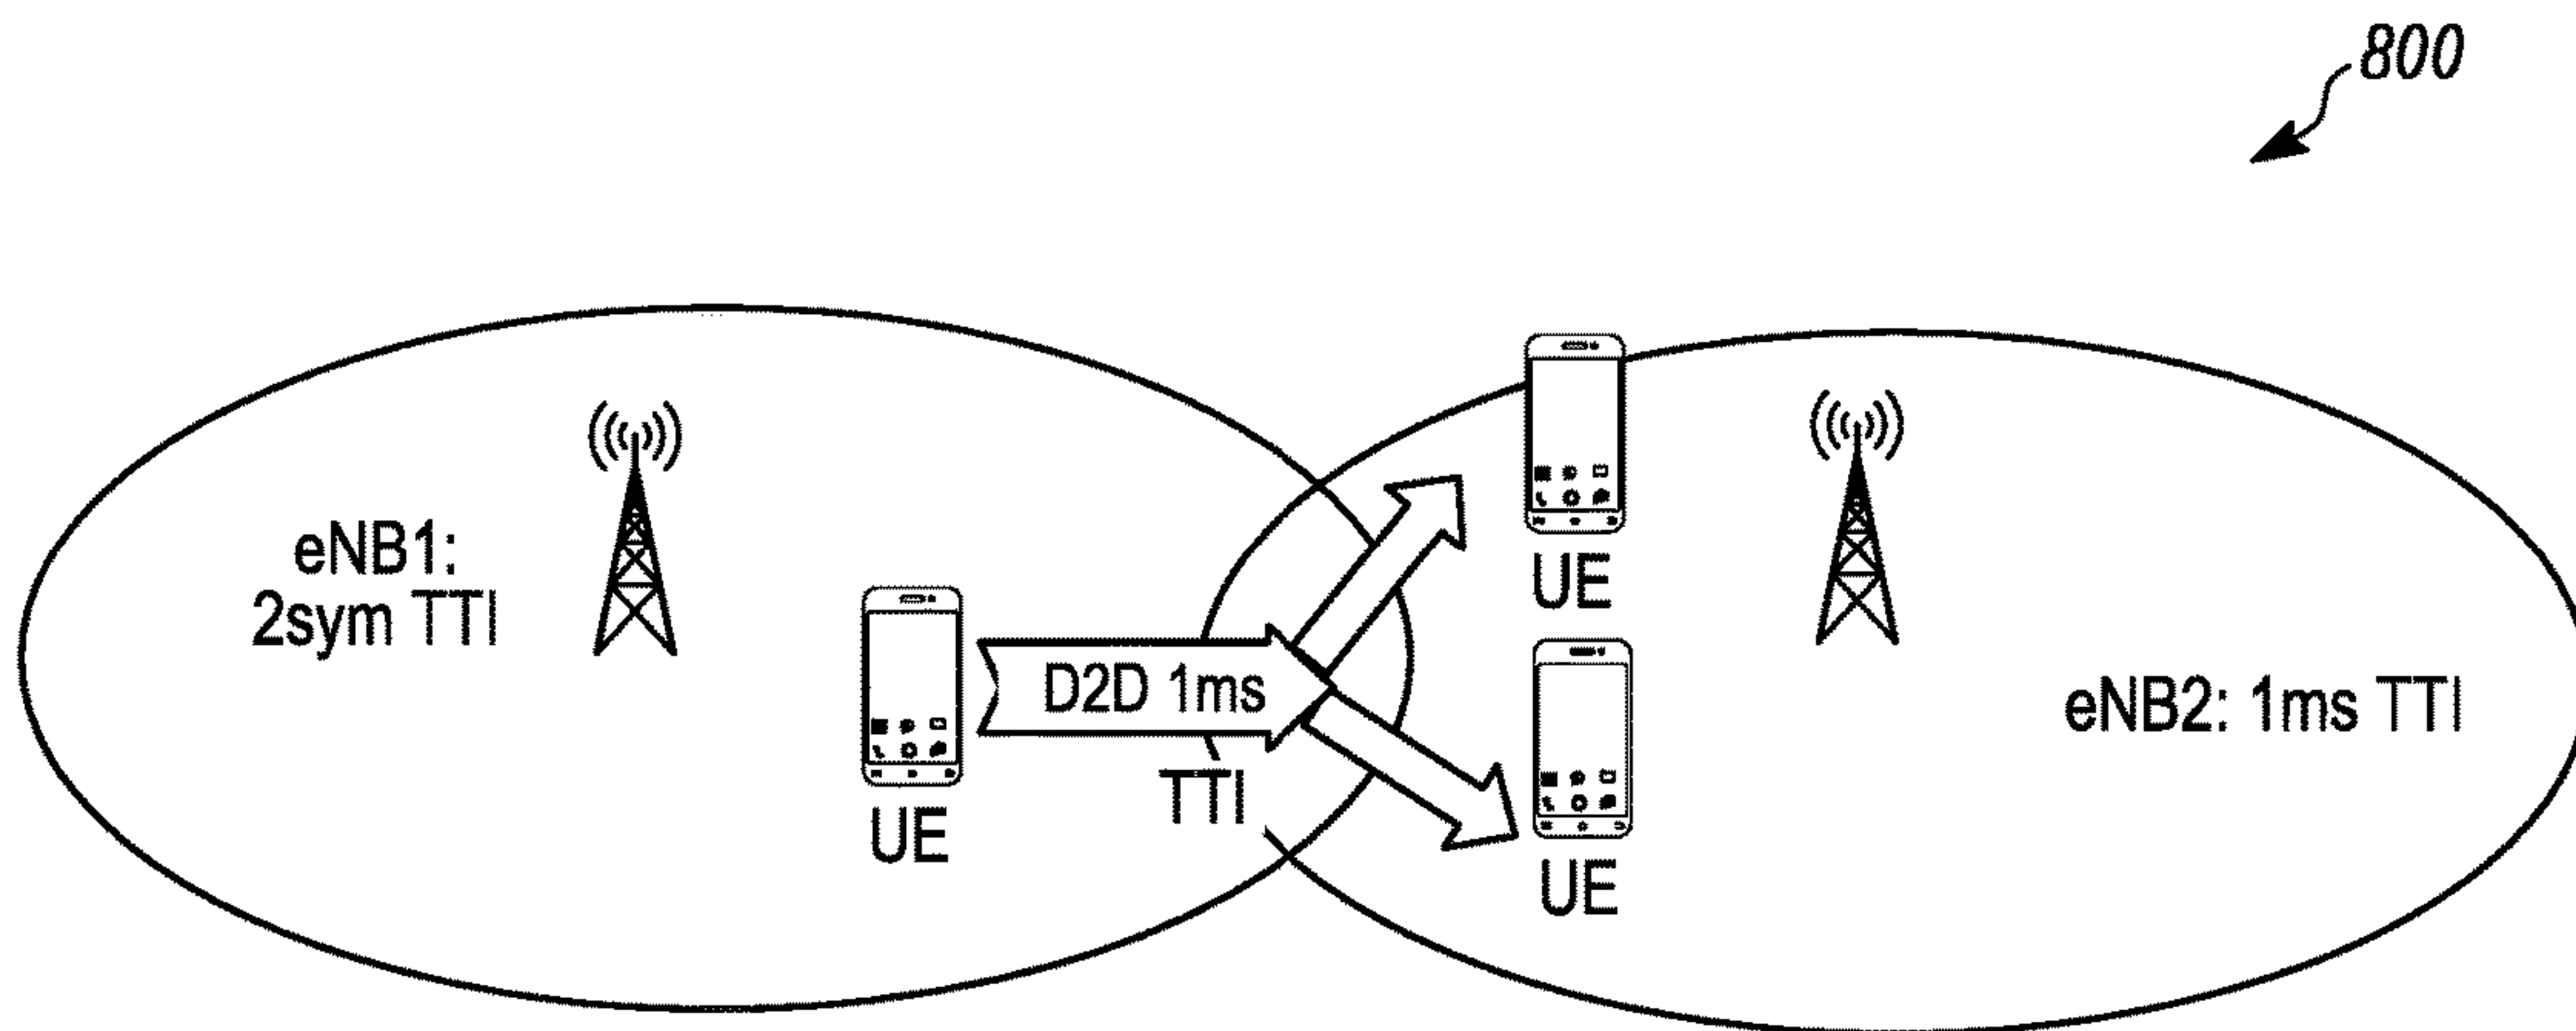 800
eNB1:
2sym TTI
UE
D2D 1ms
TTI
UE
UE
eNB2: 1ms TTI